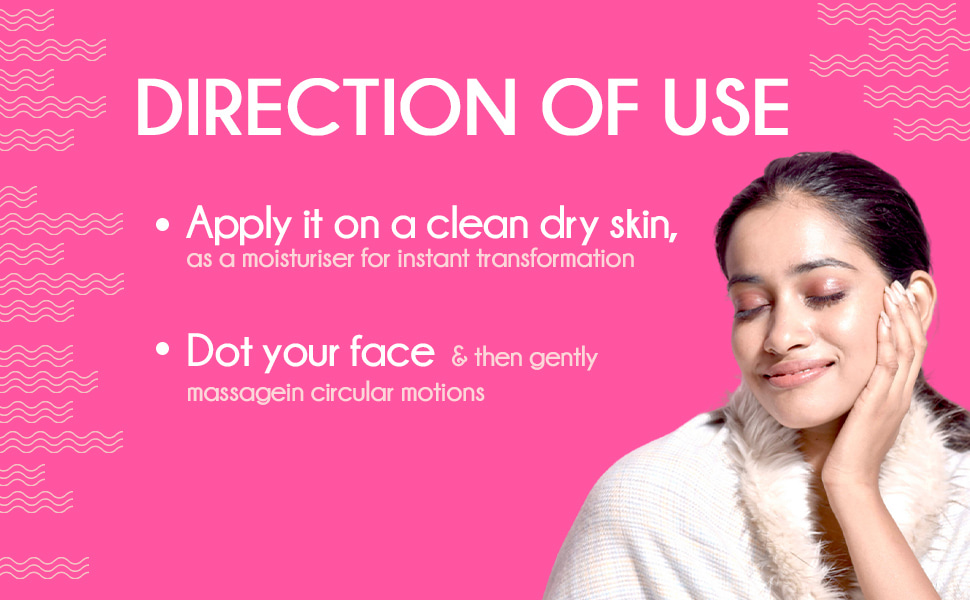 DIRECTION OF USE
• Apply it on a clean dry skin,
as a moisturiser for instant transformation
• Dot your face & then gently
massagein circular motions